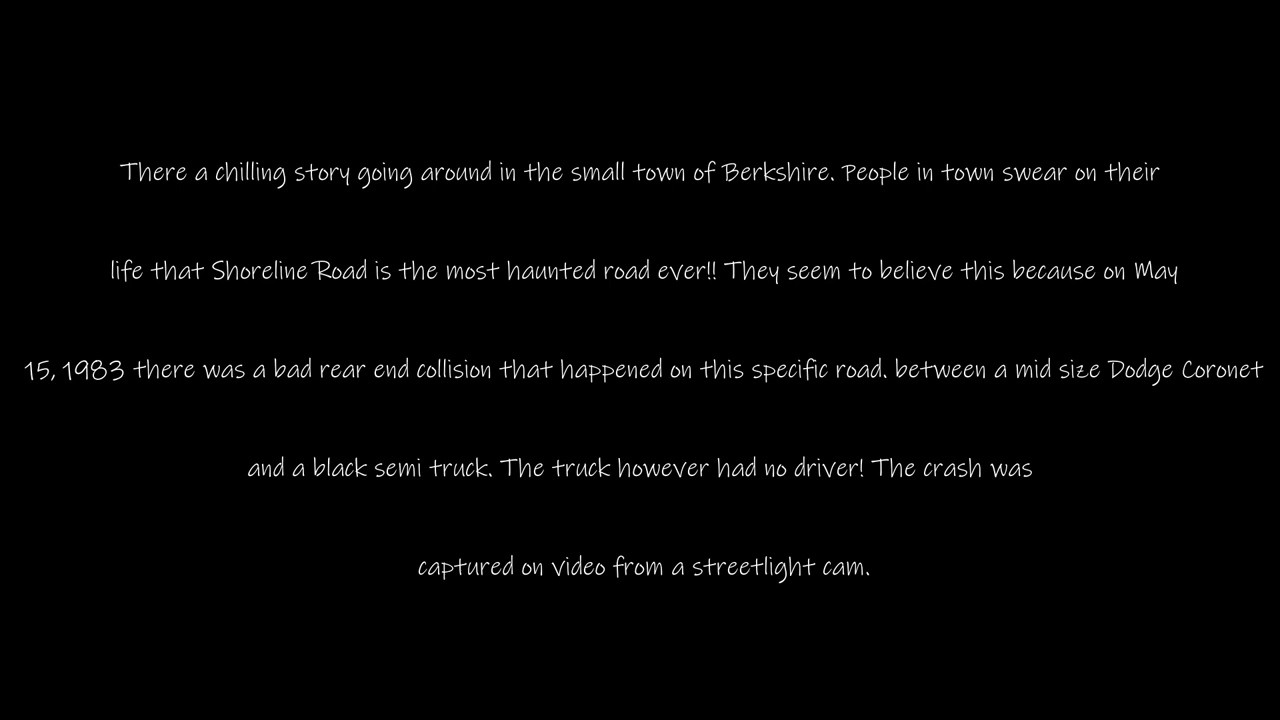 There a chilling story going around in the small town of Berkshire. People in town swear on their
life that Shoreline Road is the most haunted road ever!! They seem to believe this because on May
15, 1983 there was a bad rear end collision that happened on this specific road. between a mid size Dodge Coronet
and a black semi truck. The truck however had no driver! The crash was
captured on video from a streetlight cam.